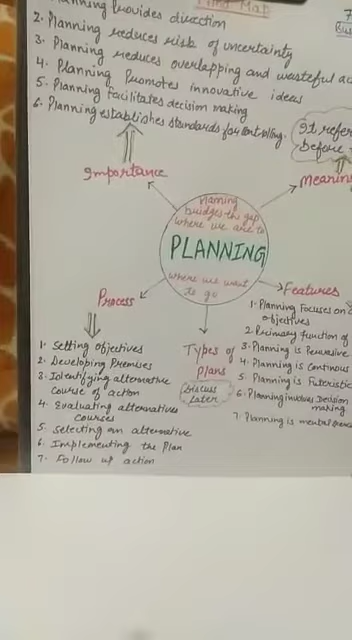 Mind Map
7
Planning Provides direction
2. Planning reduces risk of uncertainty
3. Planning reduces overlapping and wasteful
4. Planning Promotes innovative ideas
5. Planning facilitates decision making
6. Planning establishes standards for controlling.
It refers
before
Importance
Meaning
Planning
bridges the gap
where we are to
PLANNING
where we want
to go
Process
Features
1. Setting objectives
2. Developing Premises
3. Identifying alternative
course of action
4. Evaluating alternatives
courses
5. Selecting an alternative
6. Implementing the Plan
7. Follow up action
Types of
plans
Discuss
later
1. Planning Focuses on
objectives
2. Primary function of
3. Planning is Pervasive
4. Planning is Continous
5. Planning is Futuristic
6. Planning involves Decision
making
7. Planning is mental